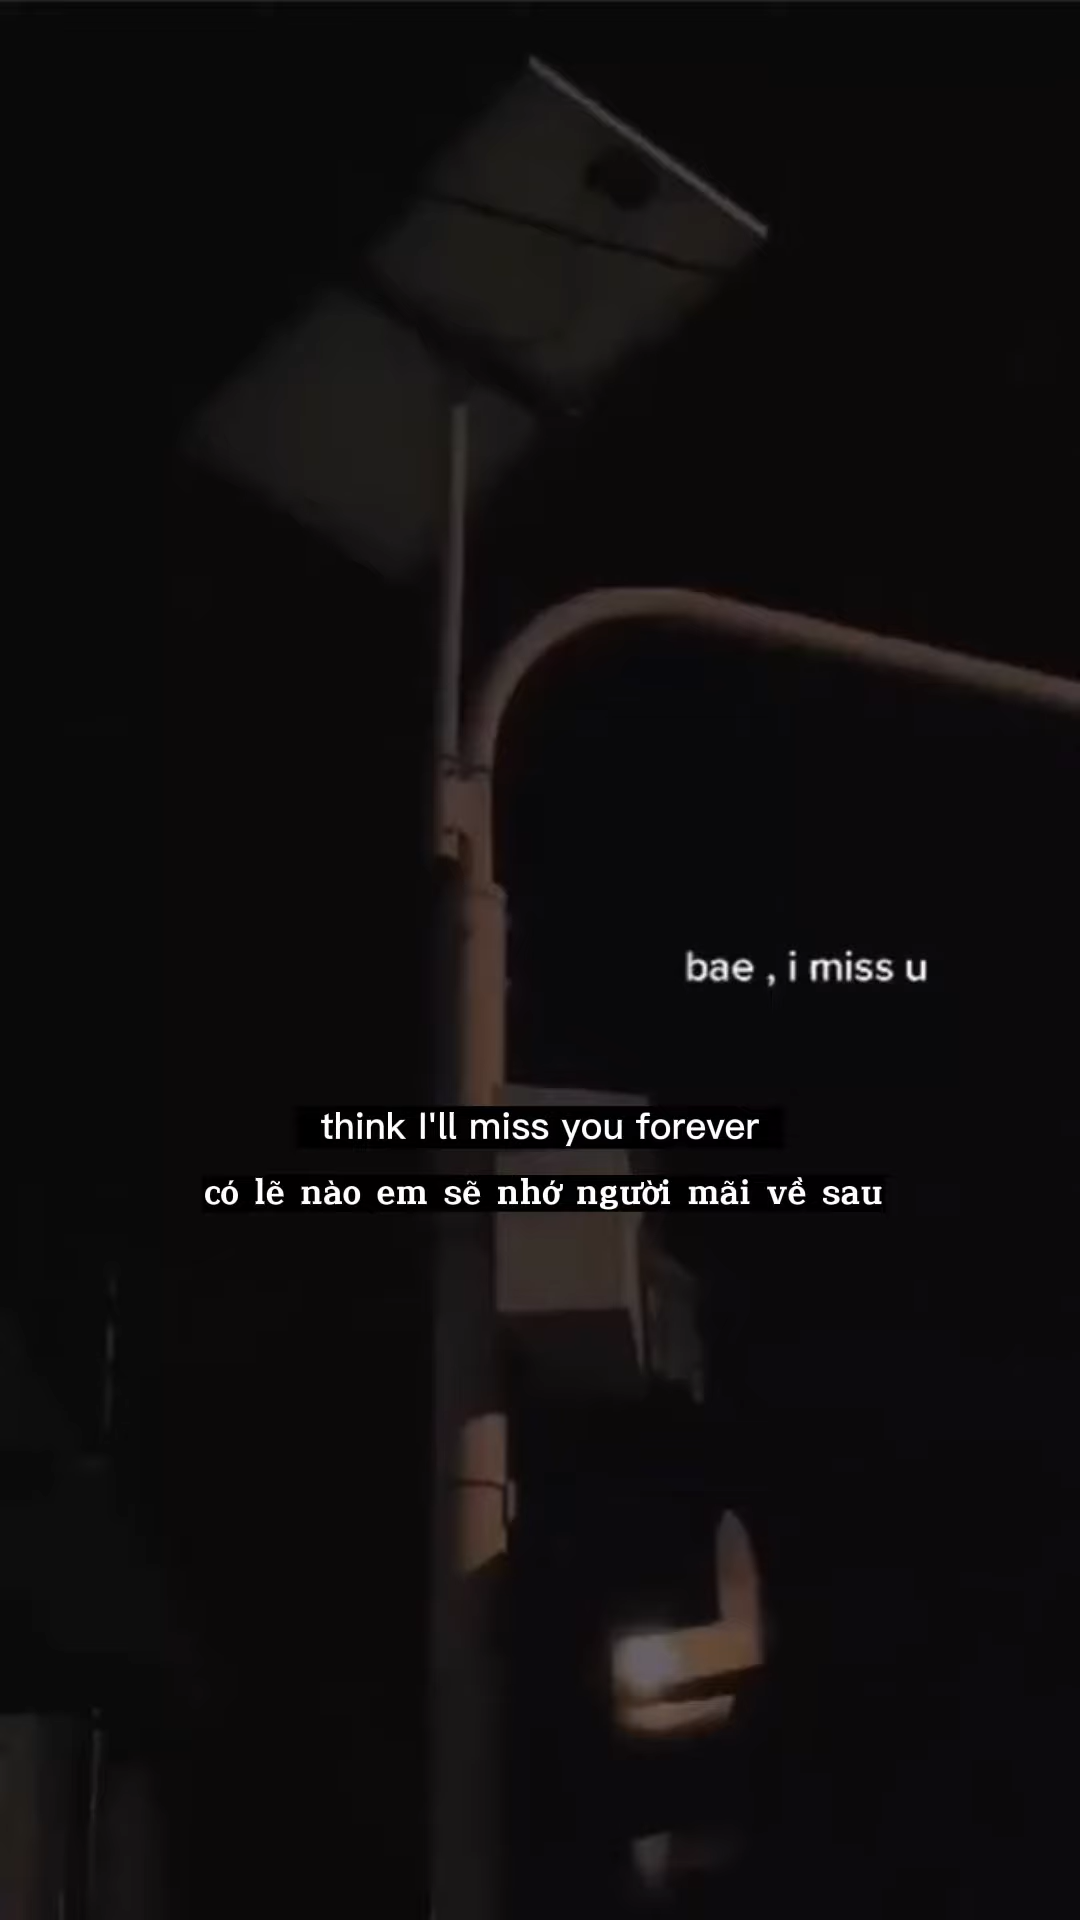 bae , i miss u
think I'll miss you forever
có lẽ nào em sẽ nhớ người mãi về sau